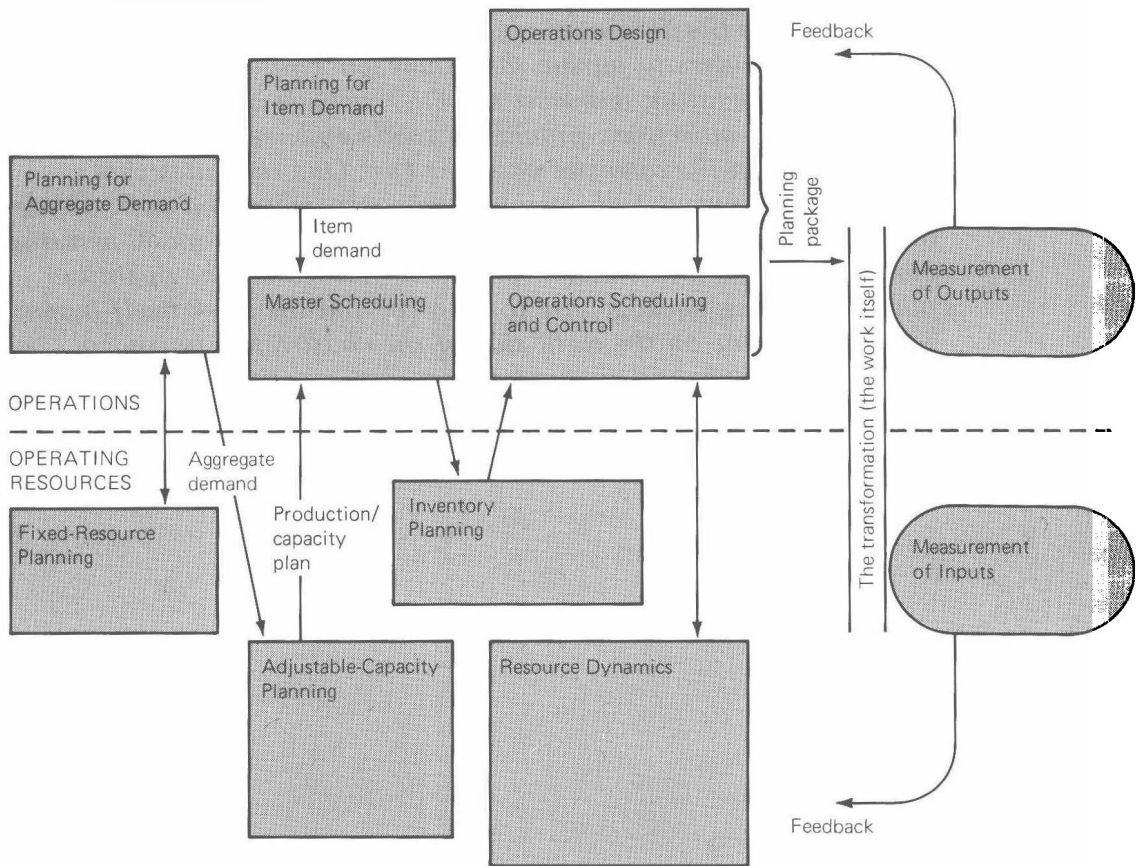 Operations Design
Feedback
Planning for
Item Demand
Planning for
Aggregate Demand
Item
demand
Planning
package
Master Scheduling
Operations Scheduling
and Control
Measurement
of Outputs
The transformation (the work itself)
OPERATIONS
OPERATING
RESOURCES
Aggregate
demand
Fixed-Resource
Planning
Production/
capacity
plan
Inventory
Planning
Measurement
of Inputs
Adjustable-Capacity
Planning
Resource Dynamics
Feedback